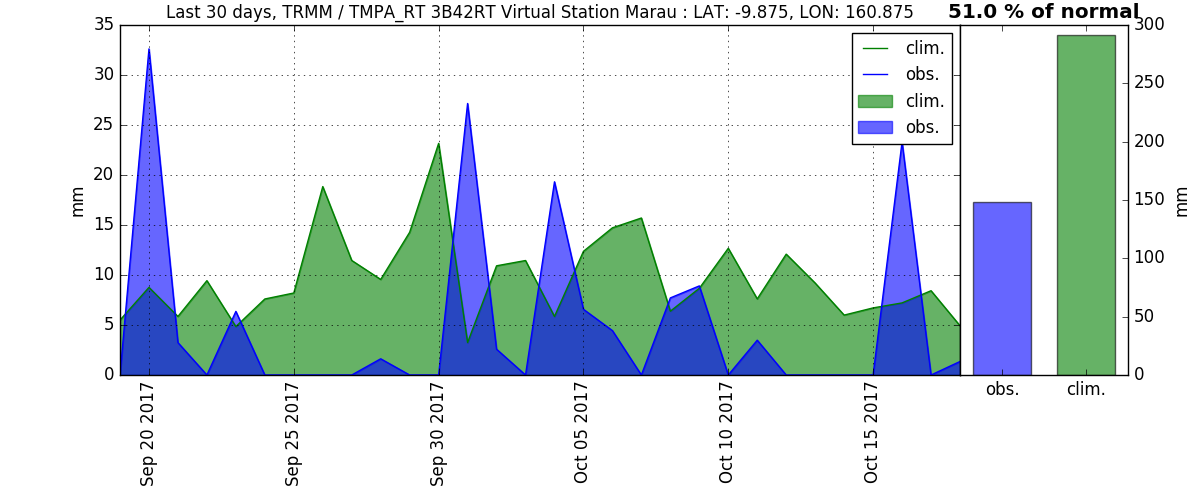 Last 30 days, TRMM / TMPA_RT 3B42RT Virtual Station Marau : LAT: -9.875, LON: 160.875
51.0 % of normal
35
30
25
20
15
10
5
0
mm
clim.
obs.
clim.
obs.
300
250
200
150
100
50
0
mm
Sep 20 2017
Sep 25 2017
Sep 30 2017
Oct 05 2017
Oct 10 2017
Oct 15 2017
obs.
clim.